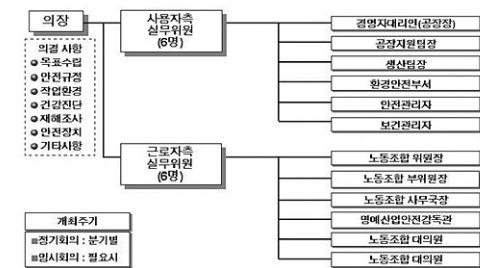 의장
의결 사항
목표수립
안전규정
작업환경
건강진단
재해조사
안전장치
기타사항
사용자측
실무위원
(6명)
경영자대리인(공장장)
공장지원팀장
생산팀장
환경안전부서
안전관리자
보건관리자
근로자측
실무위원
(6명)
노동조합 위원장
노동조합 부위원장
노동조합 사무국장
명예산업안전감독관
노동조합 대의원
노동조합 대의원
개최주기
정기회의 : 분기별
임시회의 : 필요시